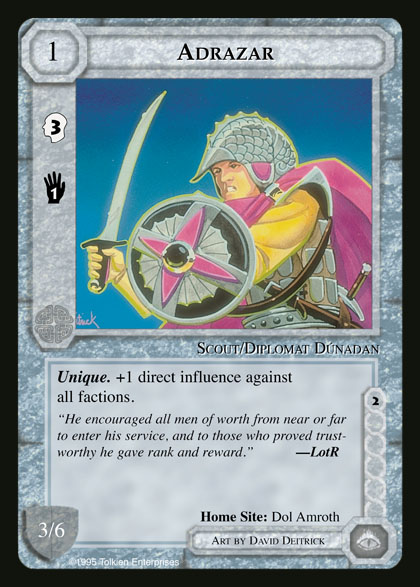 1
ADRAZAR
3
1
SCOUT/DIPLOMAT DÚNADAN
Unique. +1 direct influence against
all factions.
2
“He encouraged all men of worth from near or far
to enter his service, and to those who proved trust-
worthy he gave rank and reward.” —LotR
Home Site: Dol Amroth
3/6
ART BY DAVID DEITRICK
©1995 Tolkien Enterprises